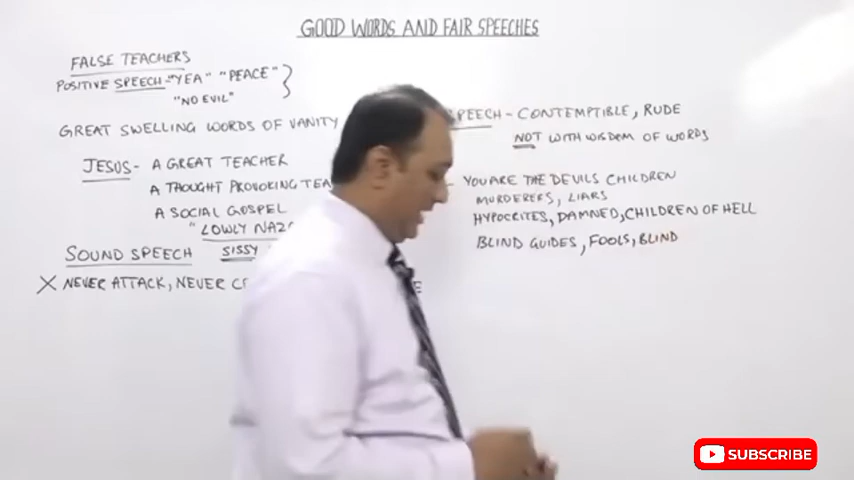 GOOD WORDS AND FAIR SPEECHES
FALSE TEACHERS
POSITIVE SPEECH-"YEA" "PEACE"
"NO EVIL"
GREAT SWELLING WORDS OF VANITY
JESUS- A GREAT TEACHER
A THOUGHT PROVOKING
A SOCIAL GOSPEL
"LOWLY
SOUND SPEECH SISSY
X NEVER ATTACK, NEVER
SPEECH- CONTEMPTIBLE, RUDE
NOT WITH WISDOM OF WORDS
- YOU ARE THE DEVILS CHILDREN
MURDERERS, LIARS
HYPOCRITES, DAMNED, CHILDREN OF HELL
BLIND GUIDES, FOOLS, BLIND
SUBSCRIBE